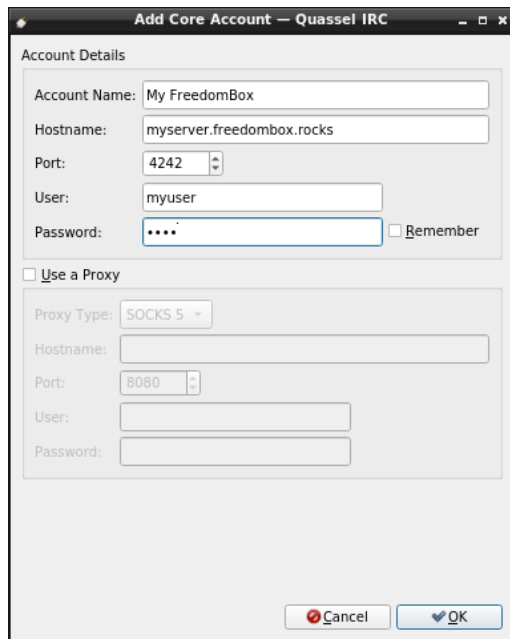 Add Core Account — Quassel IRC
Account Details
Account Name: My FreedomBox
Hostname: myserver.freedombox.rocks
Port: 4242
User: myuser
Password: •••• Remember
Use a Proxy
Proxy Type: SOCKS 5
Hostname:
Port: 8080
User:
Password:
Cancel OK